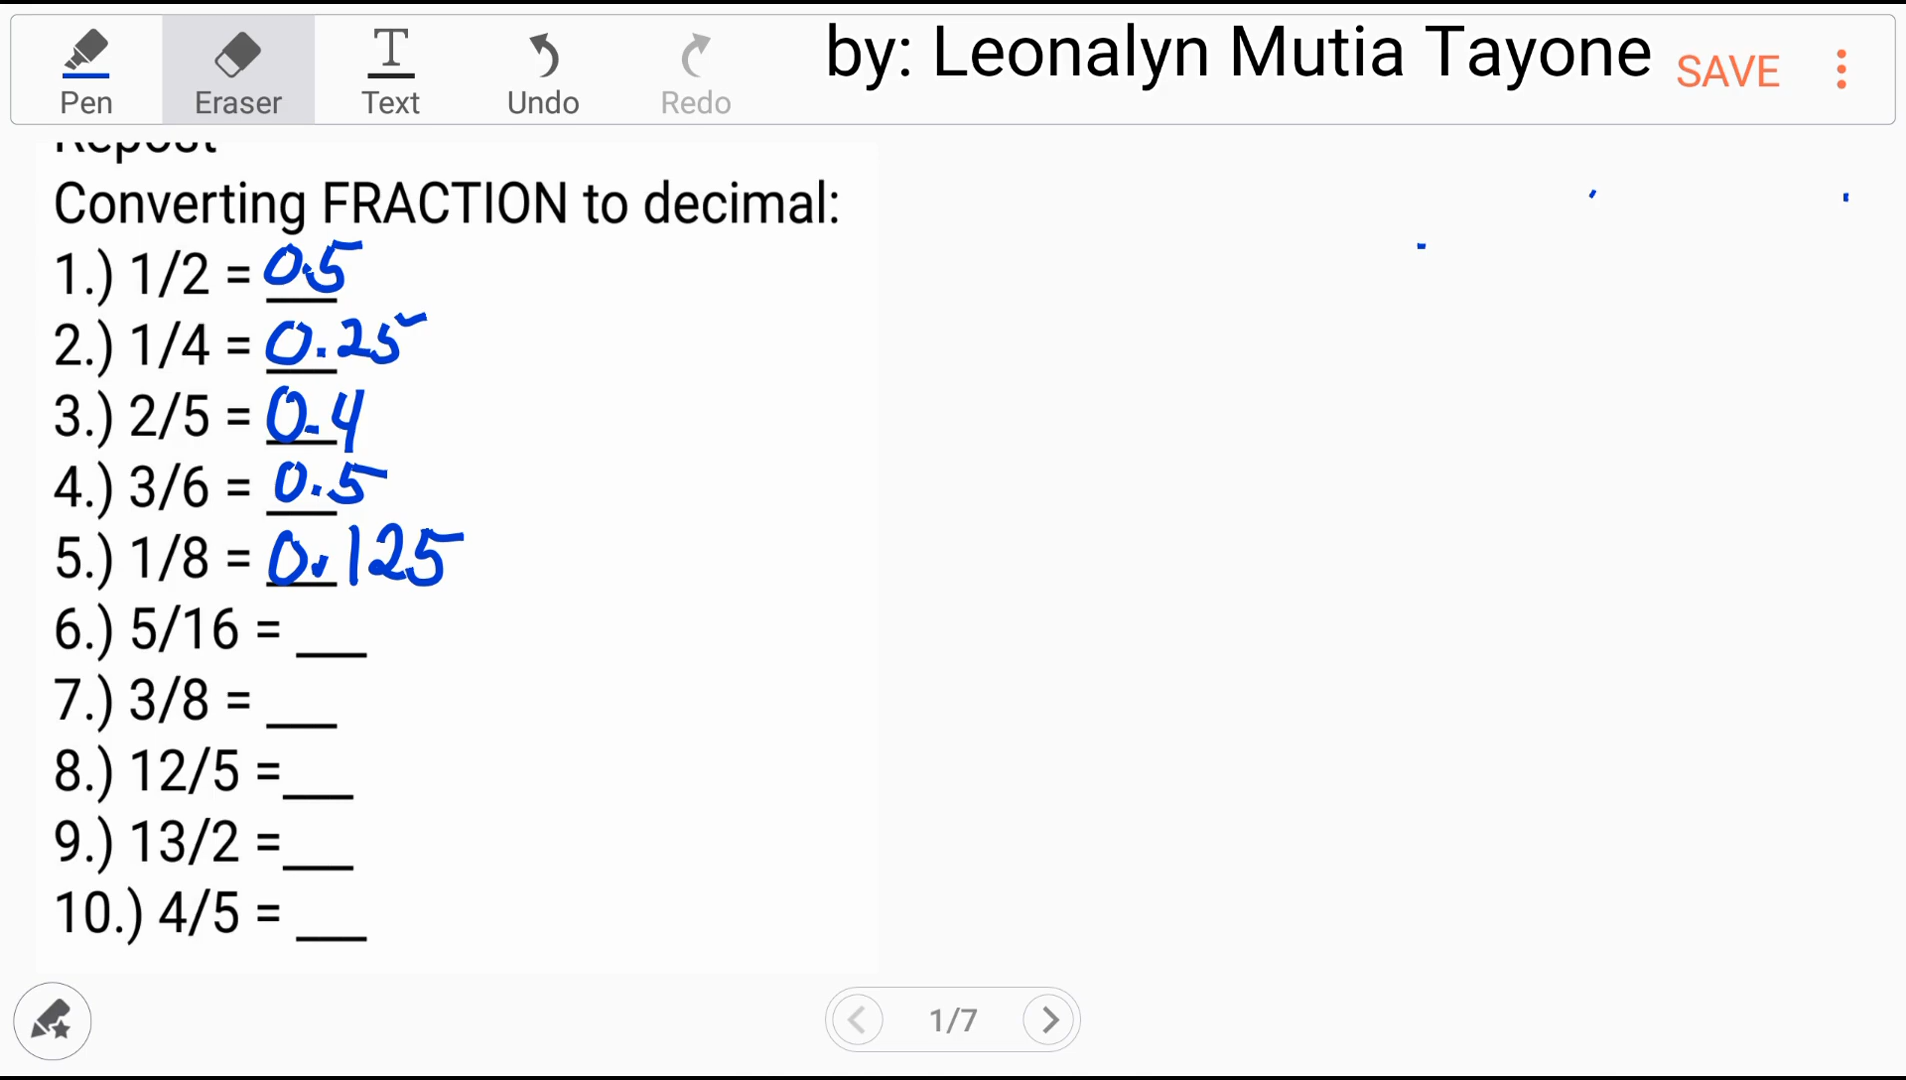 Pen Eraser Text Undo Redo by: Leonalyn Mutia Tayone SAVE
Repost
Converting FRACTION to decimal:
1.) 1/2 = 0.5
2.) 1/4 = 0.25
3.) 2/5 = 0.4
4.) 3/6 = 0.5
5.) 1/8 = 0.125
6.) 5/16 = ___
7.) 3/8 = ___
8.) 12/5 =___
9.) 13/2 =___
10.) 4/5 = ___
1/7